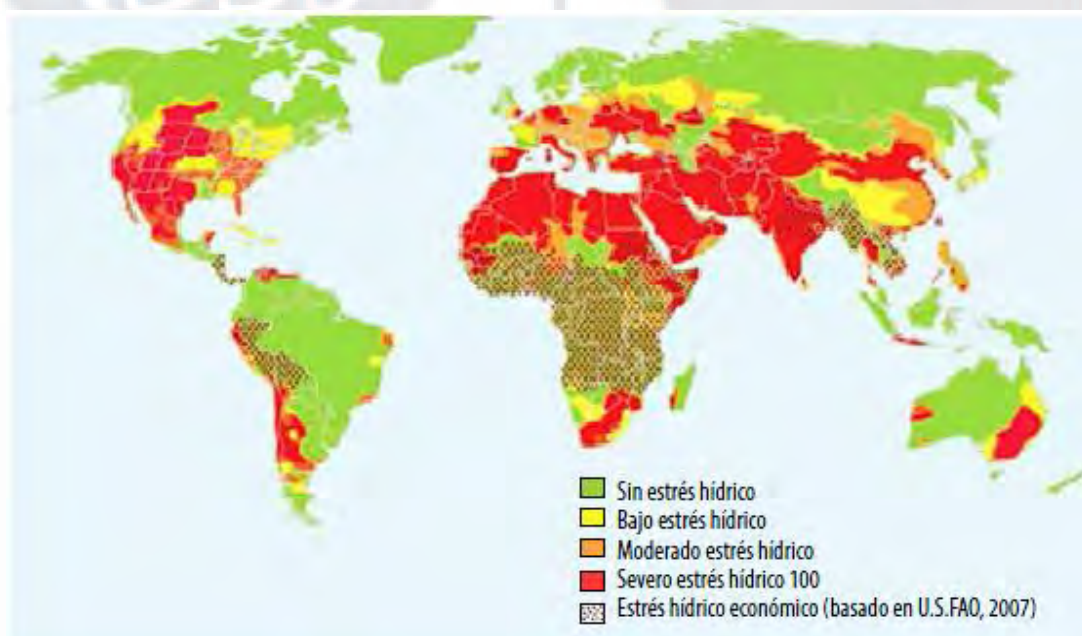 Sin estrés hídrico
Bajo estrés hídrico
Moderado estrés hídrico
Severo estrés hídrico 100
Estrés hídrico económico (basado en U.S.FAO, 2007)